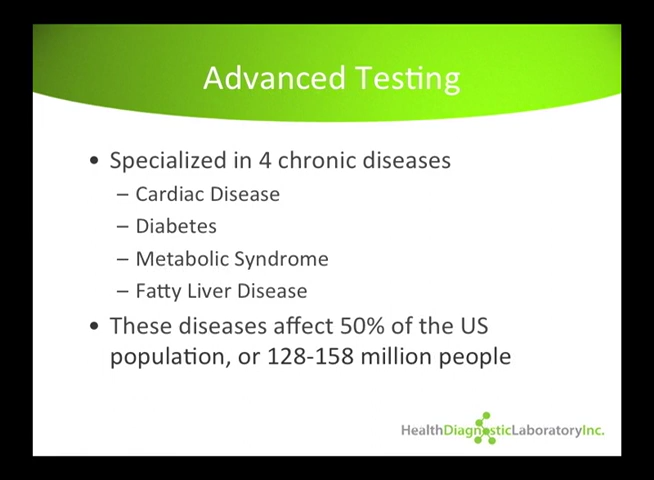 Advanced Testing
• Specialized in 4 chronic diseases
– Cardiac Disease
– Diabetes
– Metabolic Syndrome
– Fatty Liver Disease
• These diseases affect 50% of the US
population, or 128-158 million people
HealthDiagnosticLaboratoryInc.